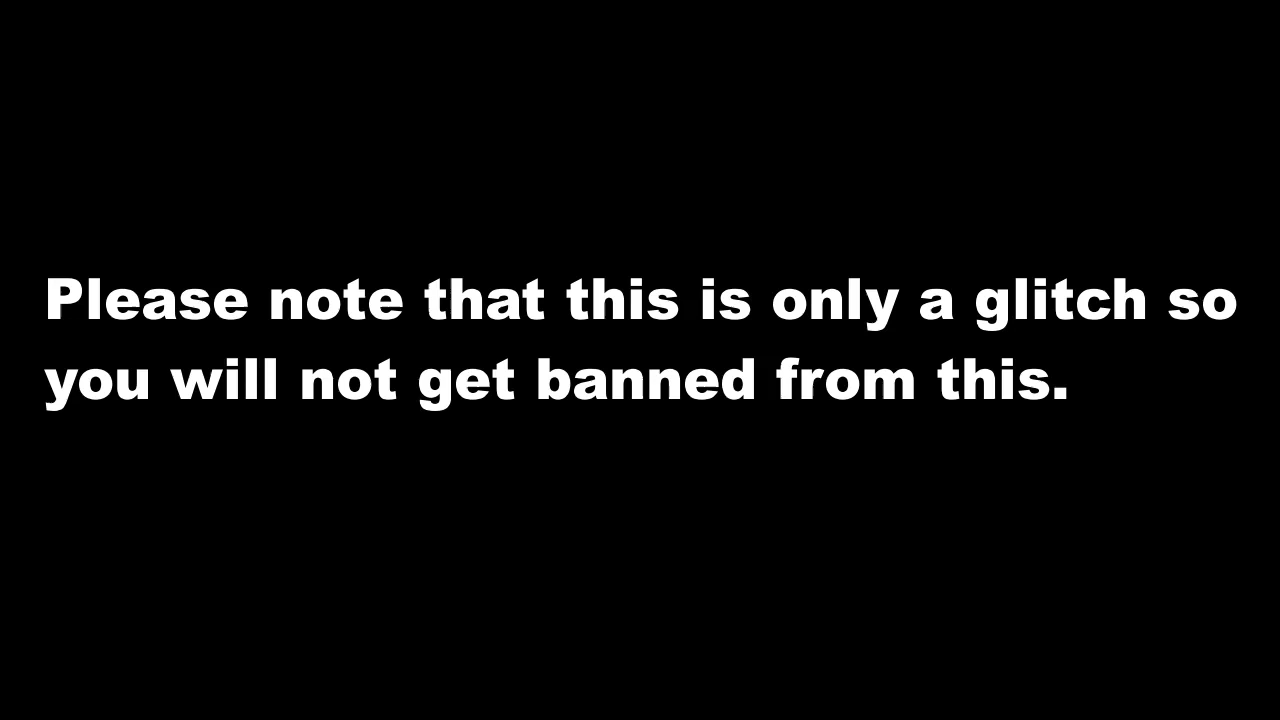 Please note that this is only a glitch so
you will not get banned from this.